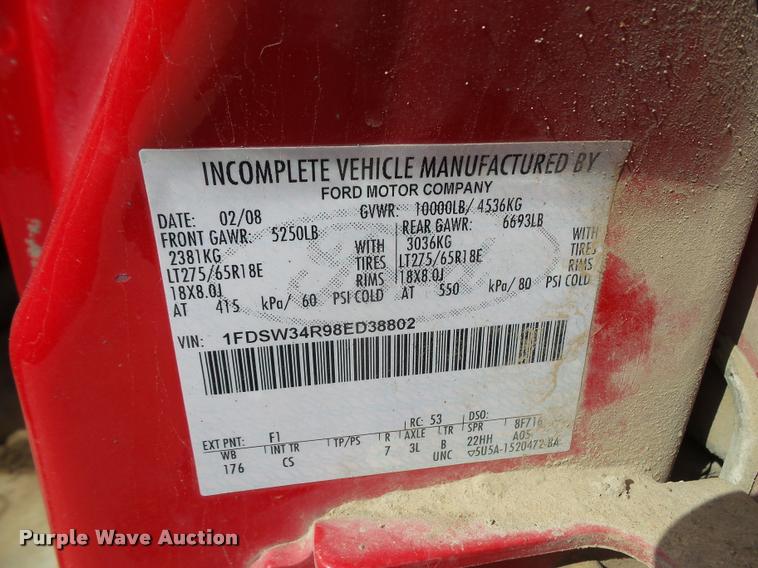 INCOMPLETE VEHICLE MANUFACTURED BY
FORD MOTOR COMPANY
DATE: 02/08 GVWR: 10000LB/ 4536KG
FRONT GAWR: 5250LB REAR GAWR: 6693LB
2381KG WITH 3036KG WITH
LT275/65R18E TIRES LT275/65R18E TIRES
18X8.0J RIMS 18X8.0J RIMS
AT 415 kPa/ 60 PSI COLD AT 550 kPa/ 80 PSI COLD
VIN: 1FDSW34R98ED38802
EXT PNT: F1 RC: 53 DSO:
WB INT TR TP/PS R AXLE TR SPR 8F716
176 CS 7 3L B 22HH A05
UNC 5U5A-1520472-BA
Purple Wave Auction